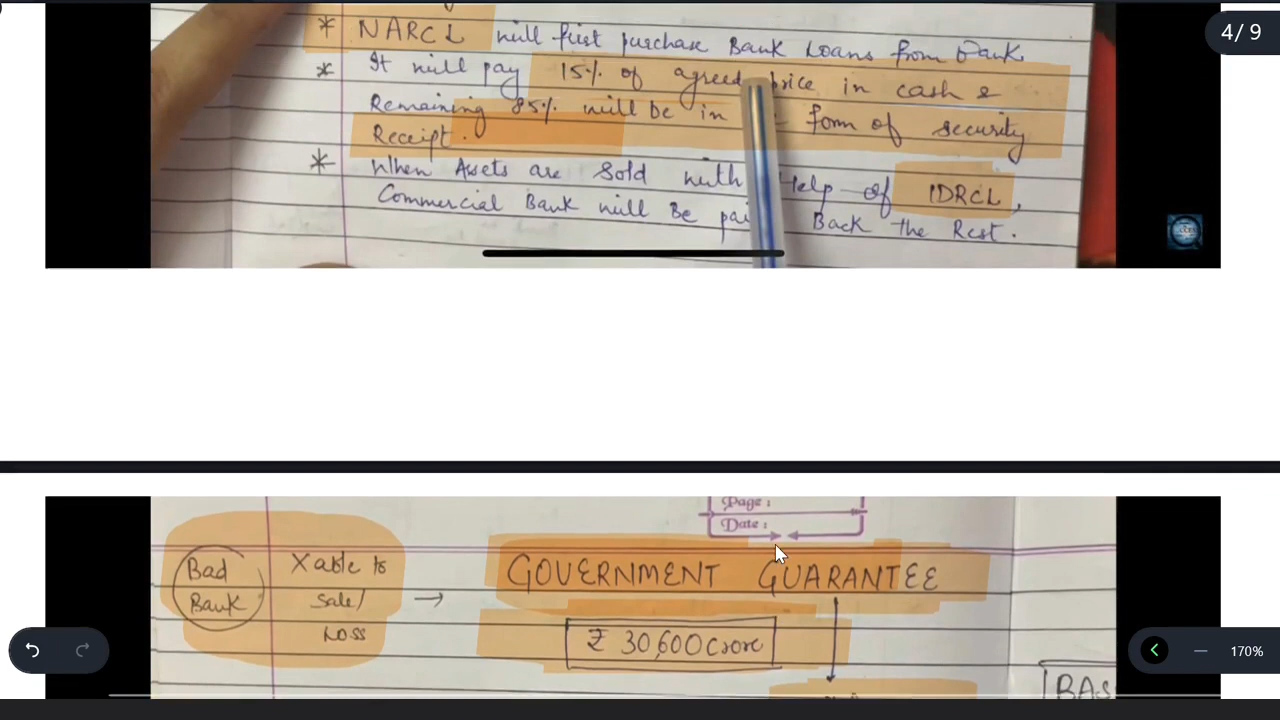 4 / 9
* NARCL will first purchase Bank Loans from Bank.
* It will pay 15% of agreed price in cash &
Remaining 85% will be in form of security
Receipt.
* When Assets are Sold with Help of IDRCL,
Commercial Bank will Be Back the Rest.
Page :
Date :
Bad
Bank
X able to
sale/
Loss
→
GOVERNMENT GUARANTEE
₹ 30,600 Crore
BAS
170%